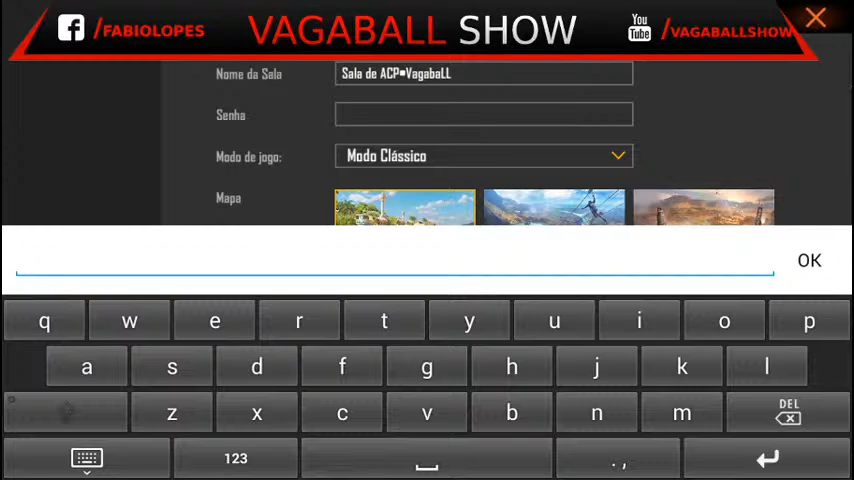 /FABIOLOPES VAGABALL SHOW You Tube /VAGABALLSHOW
Nome da Sala Sala de ACP•VagabaLL
Senha
Modo de jogo: Modo Clássico
Mapa
OK
q w e r t y u i o p
a s d f g h j k l
z x c v b n m DEL
123 . ,